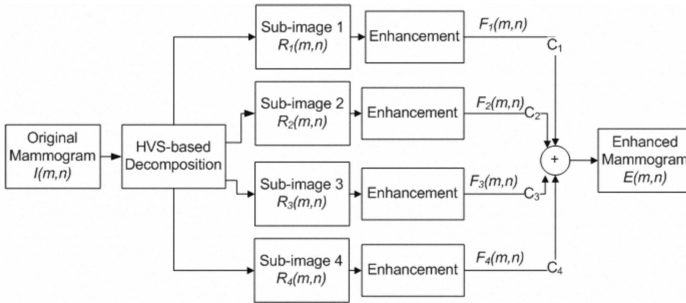 Sub-image 1
R1(m,n)
Enhancement
F1(m,n)
C1
Sub-image 2
R2(m,n)
Enhancement
F2(m,n)
C2
Original
Mammogram
I(m,n)
HVS-based
Decomposition
+
Enhanced
Mammogram
E(m,n)
Sub-image 3
R3(m,n)
Enhancement
F3(m,n)
C3
Sub-image 4
R4(m,n)
Enhancement
F4(m,n)
C4